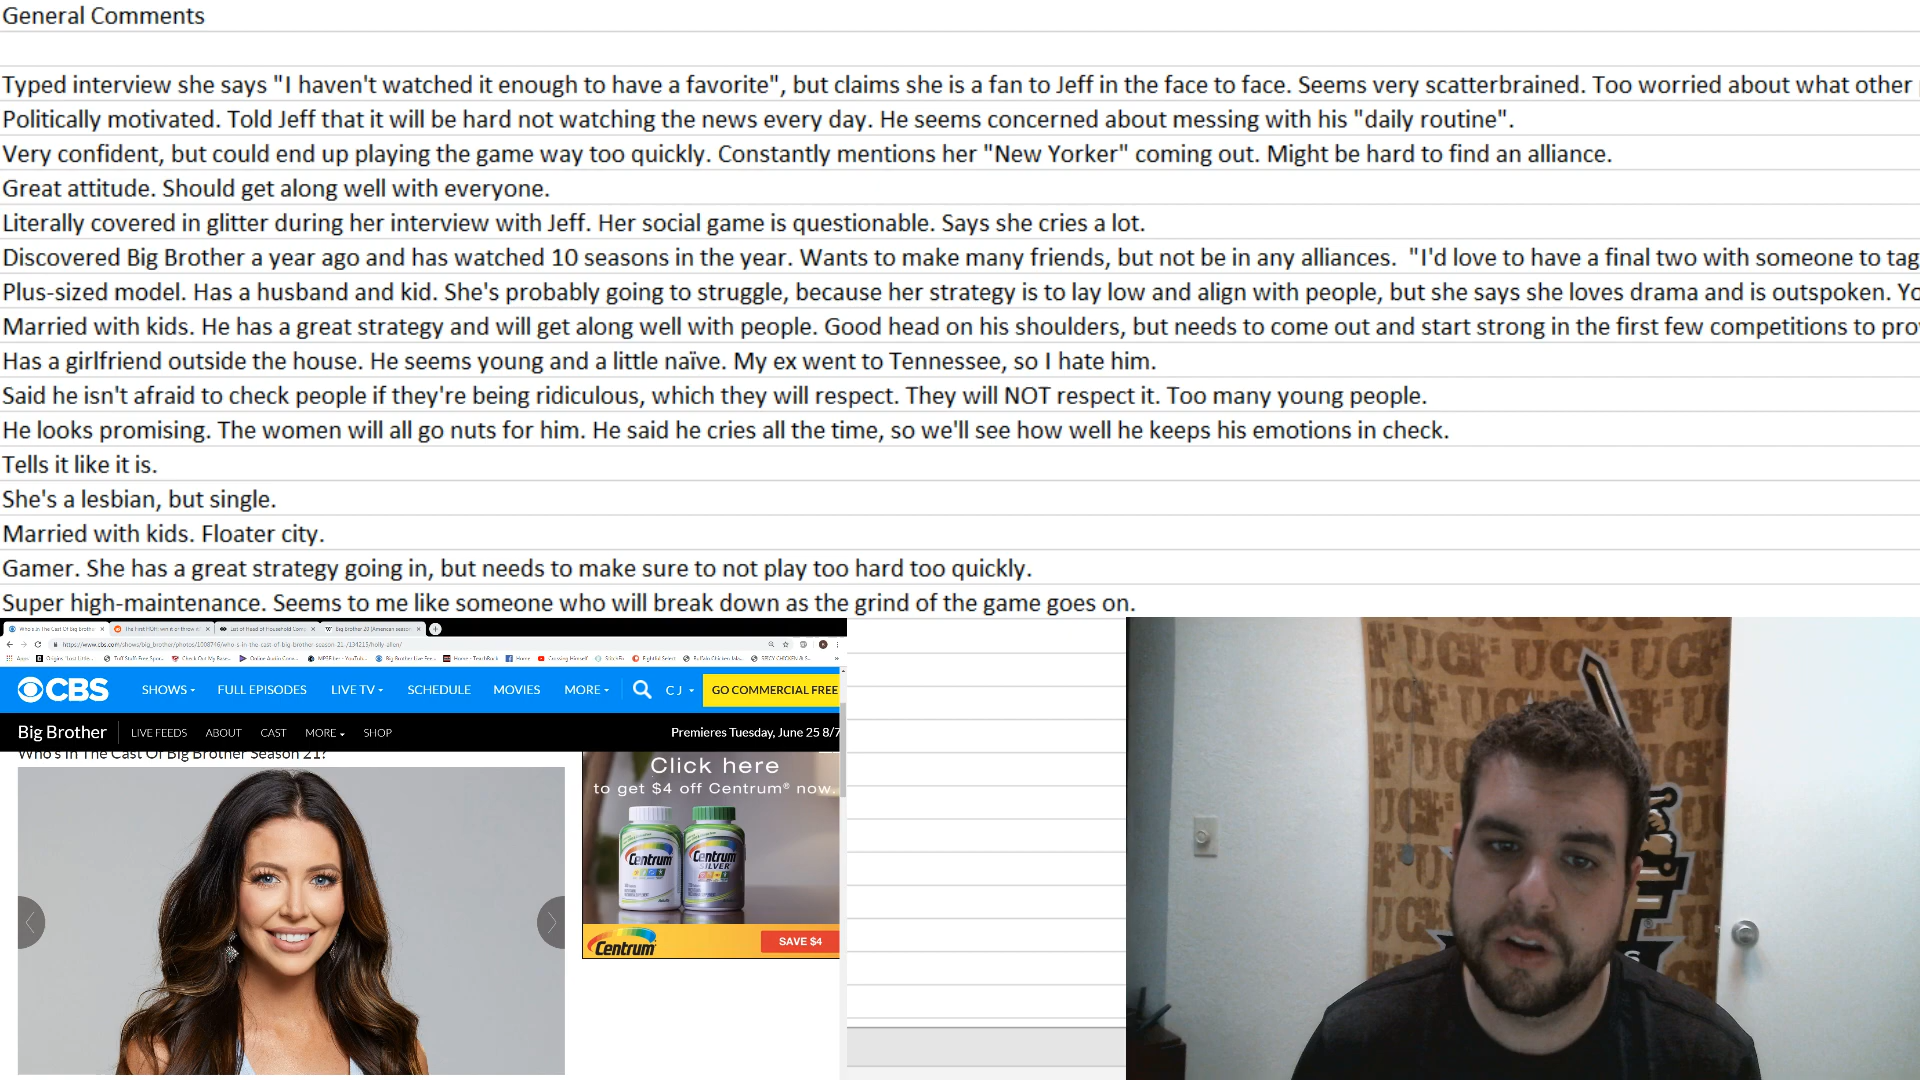 General Comments
Typed interview she says "I haven't watched it enough to have a favorite", but claims she is a fan to Jeff in the face to face. Seems very scatterbrained. Too worried about what other
Politically motivated. Told Jeff that it will be hard not watching the news every day. He seems concerned about messing with his "daily routine".
Very confident, but could end up playing the game way too quickly. Constantly mentions her "New Yorker" coming out. Might be hard to find an alliance.
Great attitude. Should get along well with everyone.
Literally covered in glitter during her interview with Jeff. Her social game is questionable. Says she cries a lot.
Discovered Big Brother a year ago and has watched 10 seasons in the year. Wants to make many friends, but not be in any alliances. "I'd love to have a final two with someone to tag
Plus-sized model. Has a husband and kid. She's probably going to struggle, because her strategy is to lay low and align with people, but she says she loves drama and is outspoken. Yo
Married with kids. He has a great strategy and will get along well with people. Good head on his shoulders, but needs to come out and start strong in the first few competitions to pro
Has a girlfriend outside the house. He seems young and a little naïve. My ex went to Tennessee, so I hate him.
Said he isn't afraid to check people if they're being ridiculous, which they will respect. They will NOT respect it. Too many young people.
He looks promising. The women will all go nuts for him. He said he cries all the time, so we'll see how well he keeps his emotions in check.
Tells it like it is.
She's a lesbian, but single.
Married with kids. Floater city.
Gamer. She has a great strategy going in, but needs to make sure to not play too hard too quickly.
Super high-maintenance. Seems to me like someone who will break down as the grind of the game goes on.
CBS SHOWS FULL EPISODES LIVE TV SCHEDULE MOVIES MORE CJ GO COMMERCIAL FREE
Big Brother LIVE FEEDS ABOUT CAST MORE SHOP Premieres Tuesday, June 25 8/7
Who's In The Cast Of Big Brother Season 21?
Click here
to get $4 off Centrum® now.
Centrum
Centrum
SILVER
Centrum
SAVE $4
UCF